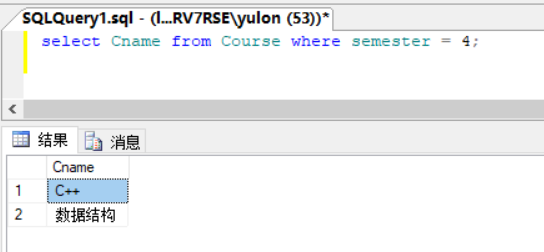 SQLQuery1.sql - (l...RV7RSE\yulon (53))*
select Cname from Course where semester = 4;
结果 消息
Cname
1 C++
2 数据结构